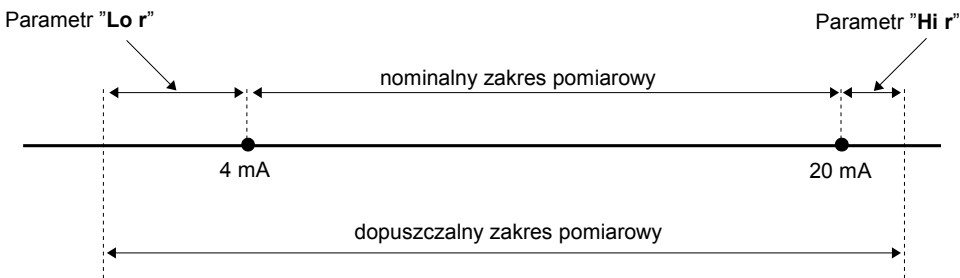 Parametr "Lo r"
Parametr "Hi r"
nominalny zakres pomiarowy
4 mA
20 mA
dopuszczalny zakres pomiarowy